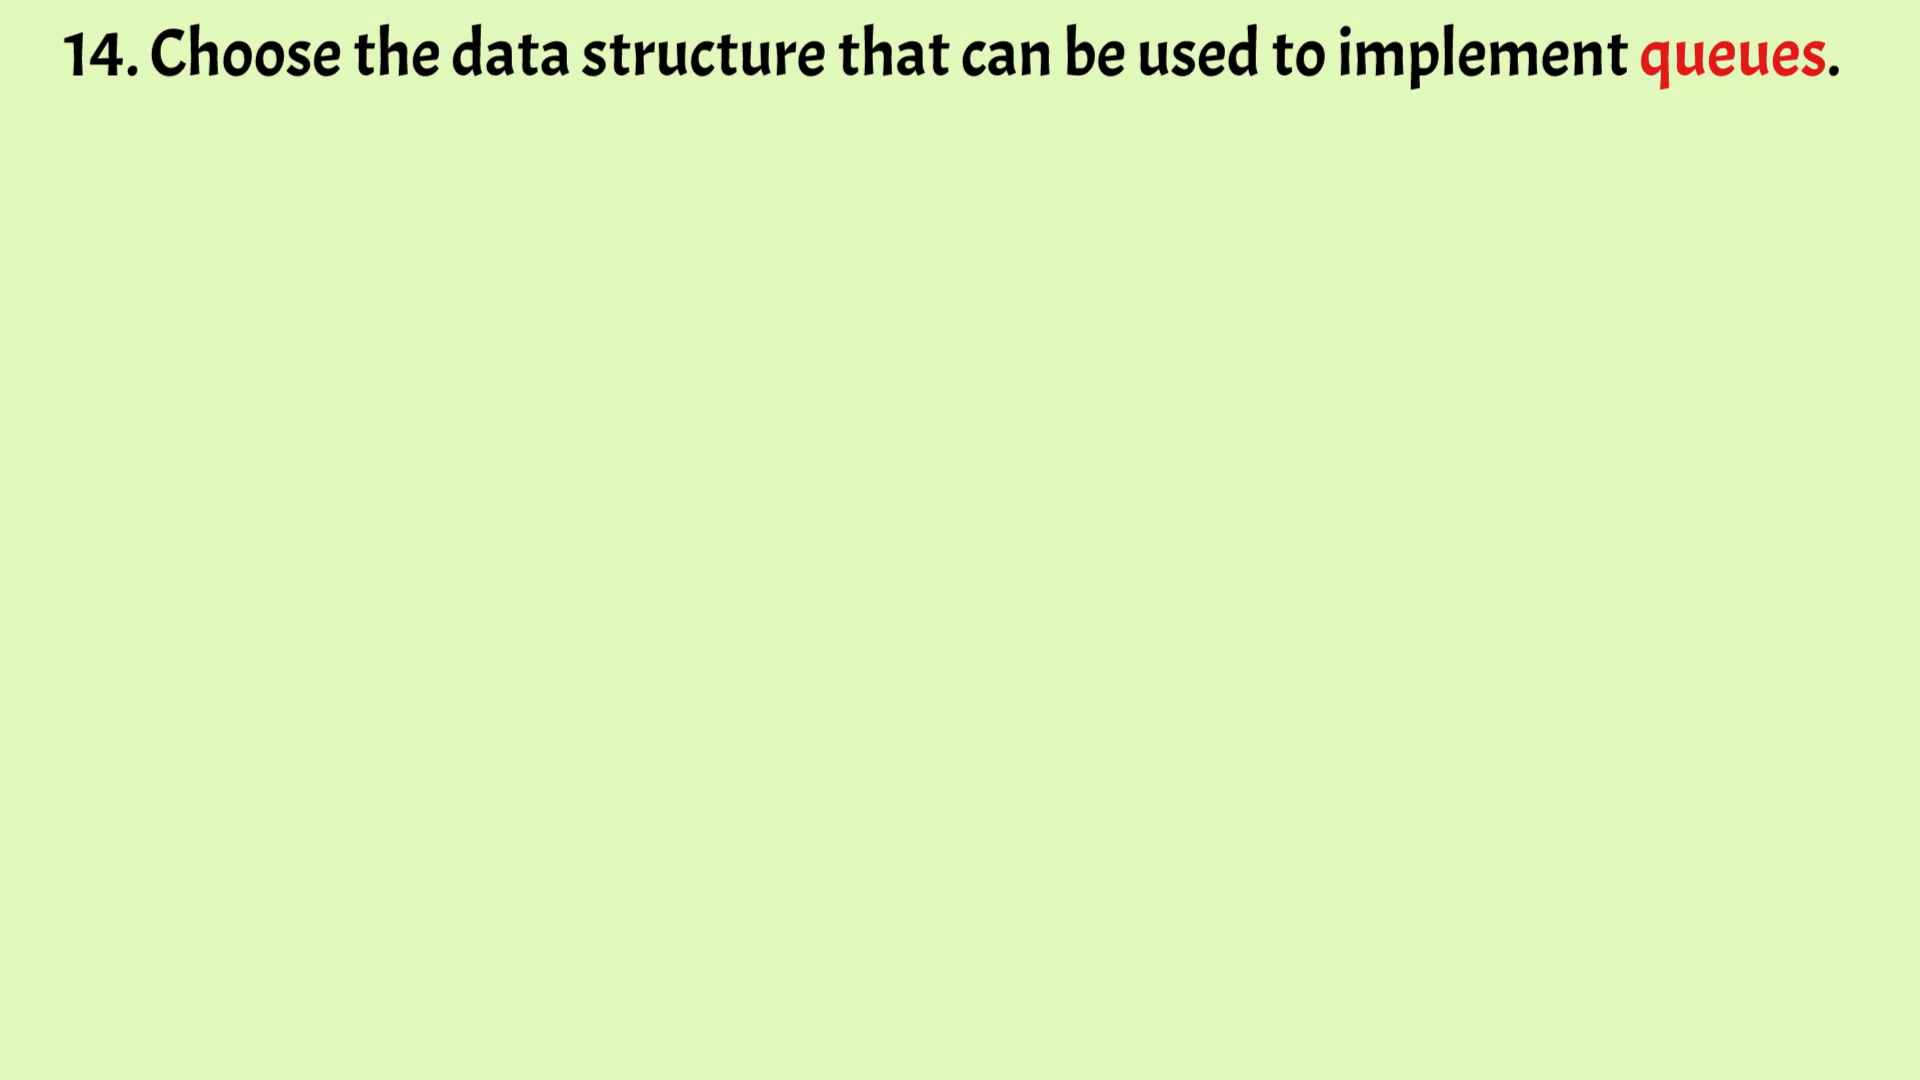 14. Choose the data structure that can be used to implement queues.